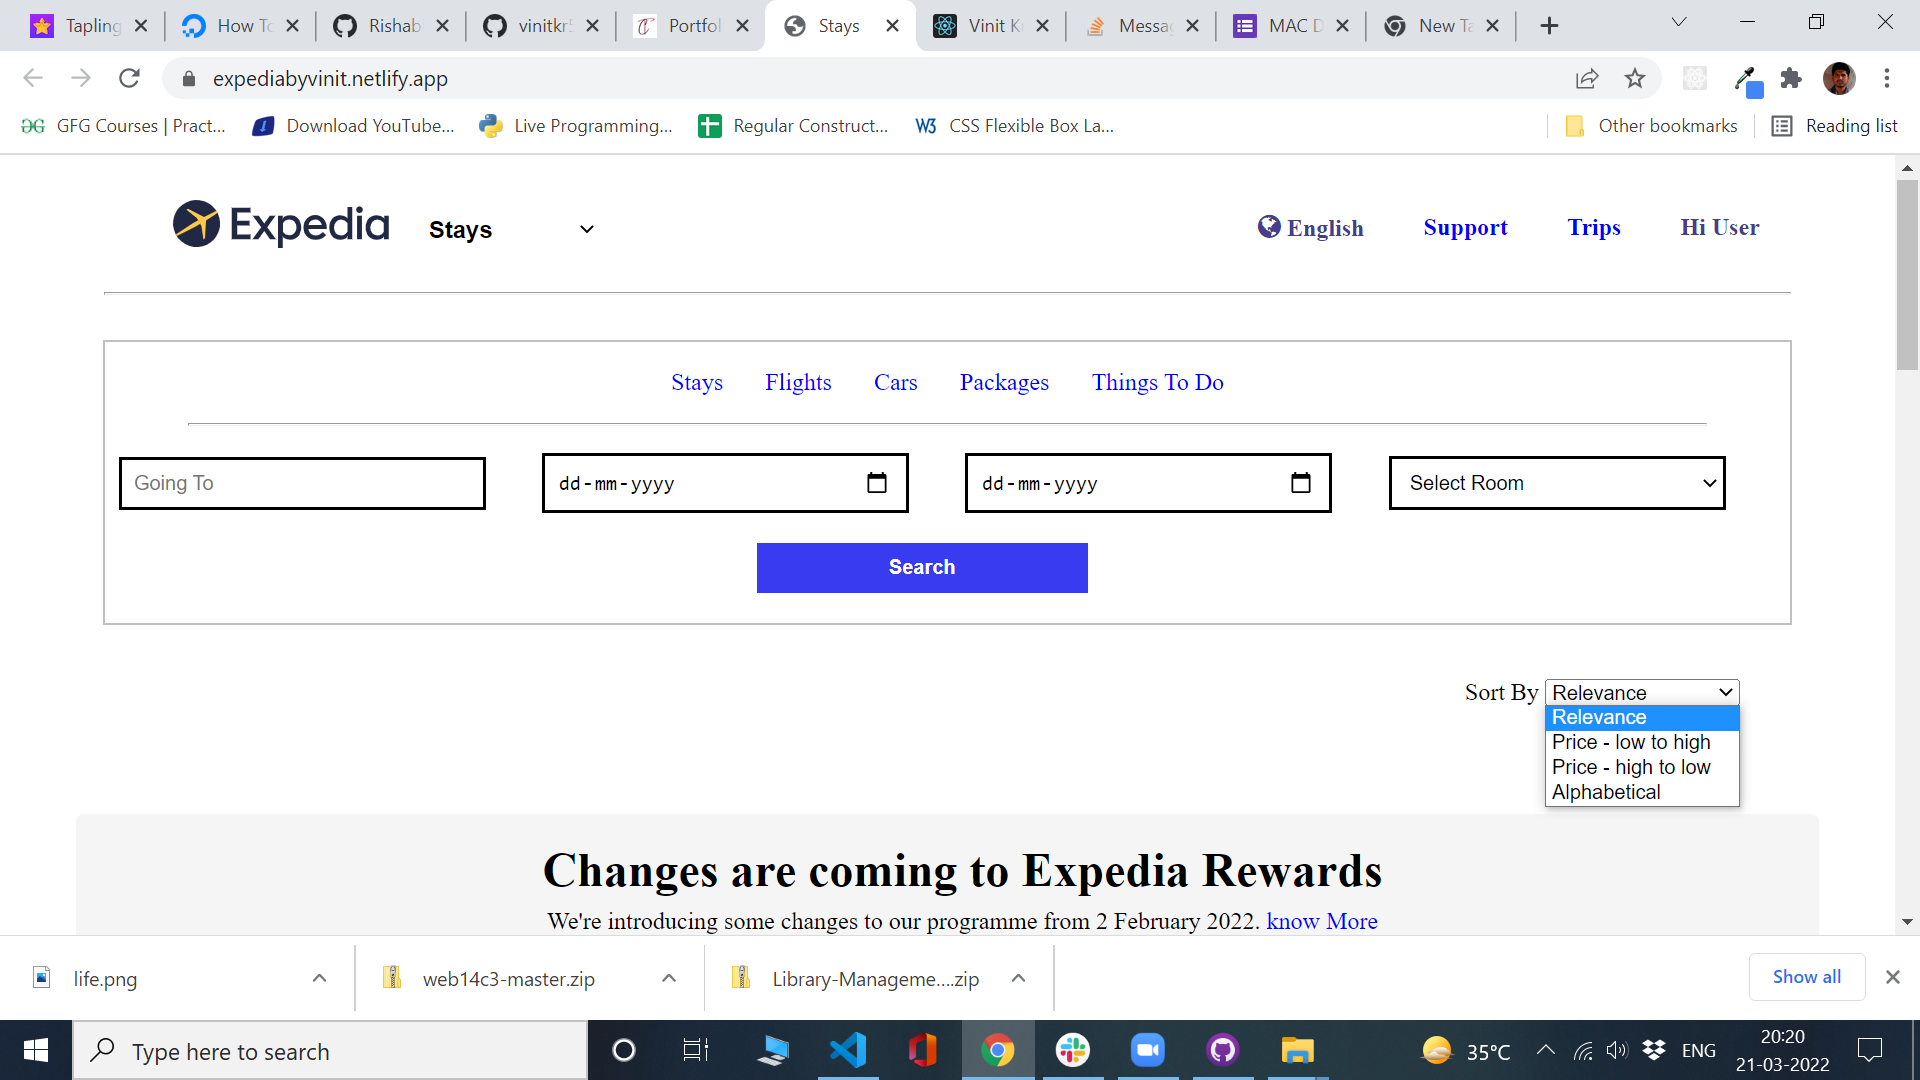 Tapling
How To
Rishab
vinitkr5
Portfol
Stays
Vinit K
Messag
MAC D
New Ta
expediabyvinit.netlify.app
GFG Courses | Pract...
Download YouTube...
Live Programming...
Regular Construct...
W3
CSS Flexible Box La...
Other bookmarks
Reading list
Expedia
Stays
English
Support
Trips
Hi User
Stays
Flights
Cars
Packages
Things To Do
Going To
dd-mm-yyyy
dd-mm-yyyy
Select Room
Search
Sort By
Relevance
Relevance
Price - low to high
Price - high to low
Alphabetical
Changes are coming to Expedia Rewards
We're introducing some changes to our programme from 2 February 2022. know More
life.png
web14c3-master.zip
Library-Manageme....zip
Show all
Type here to search
35°C
ENG
20:20
21-03-2022